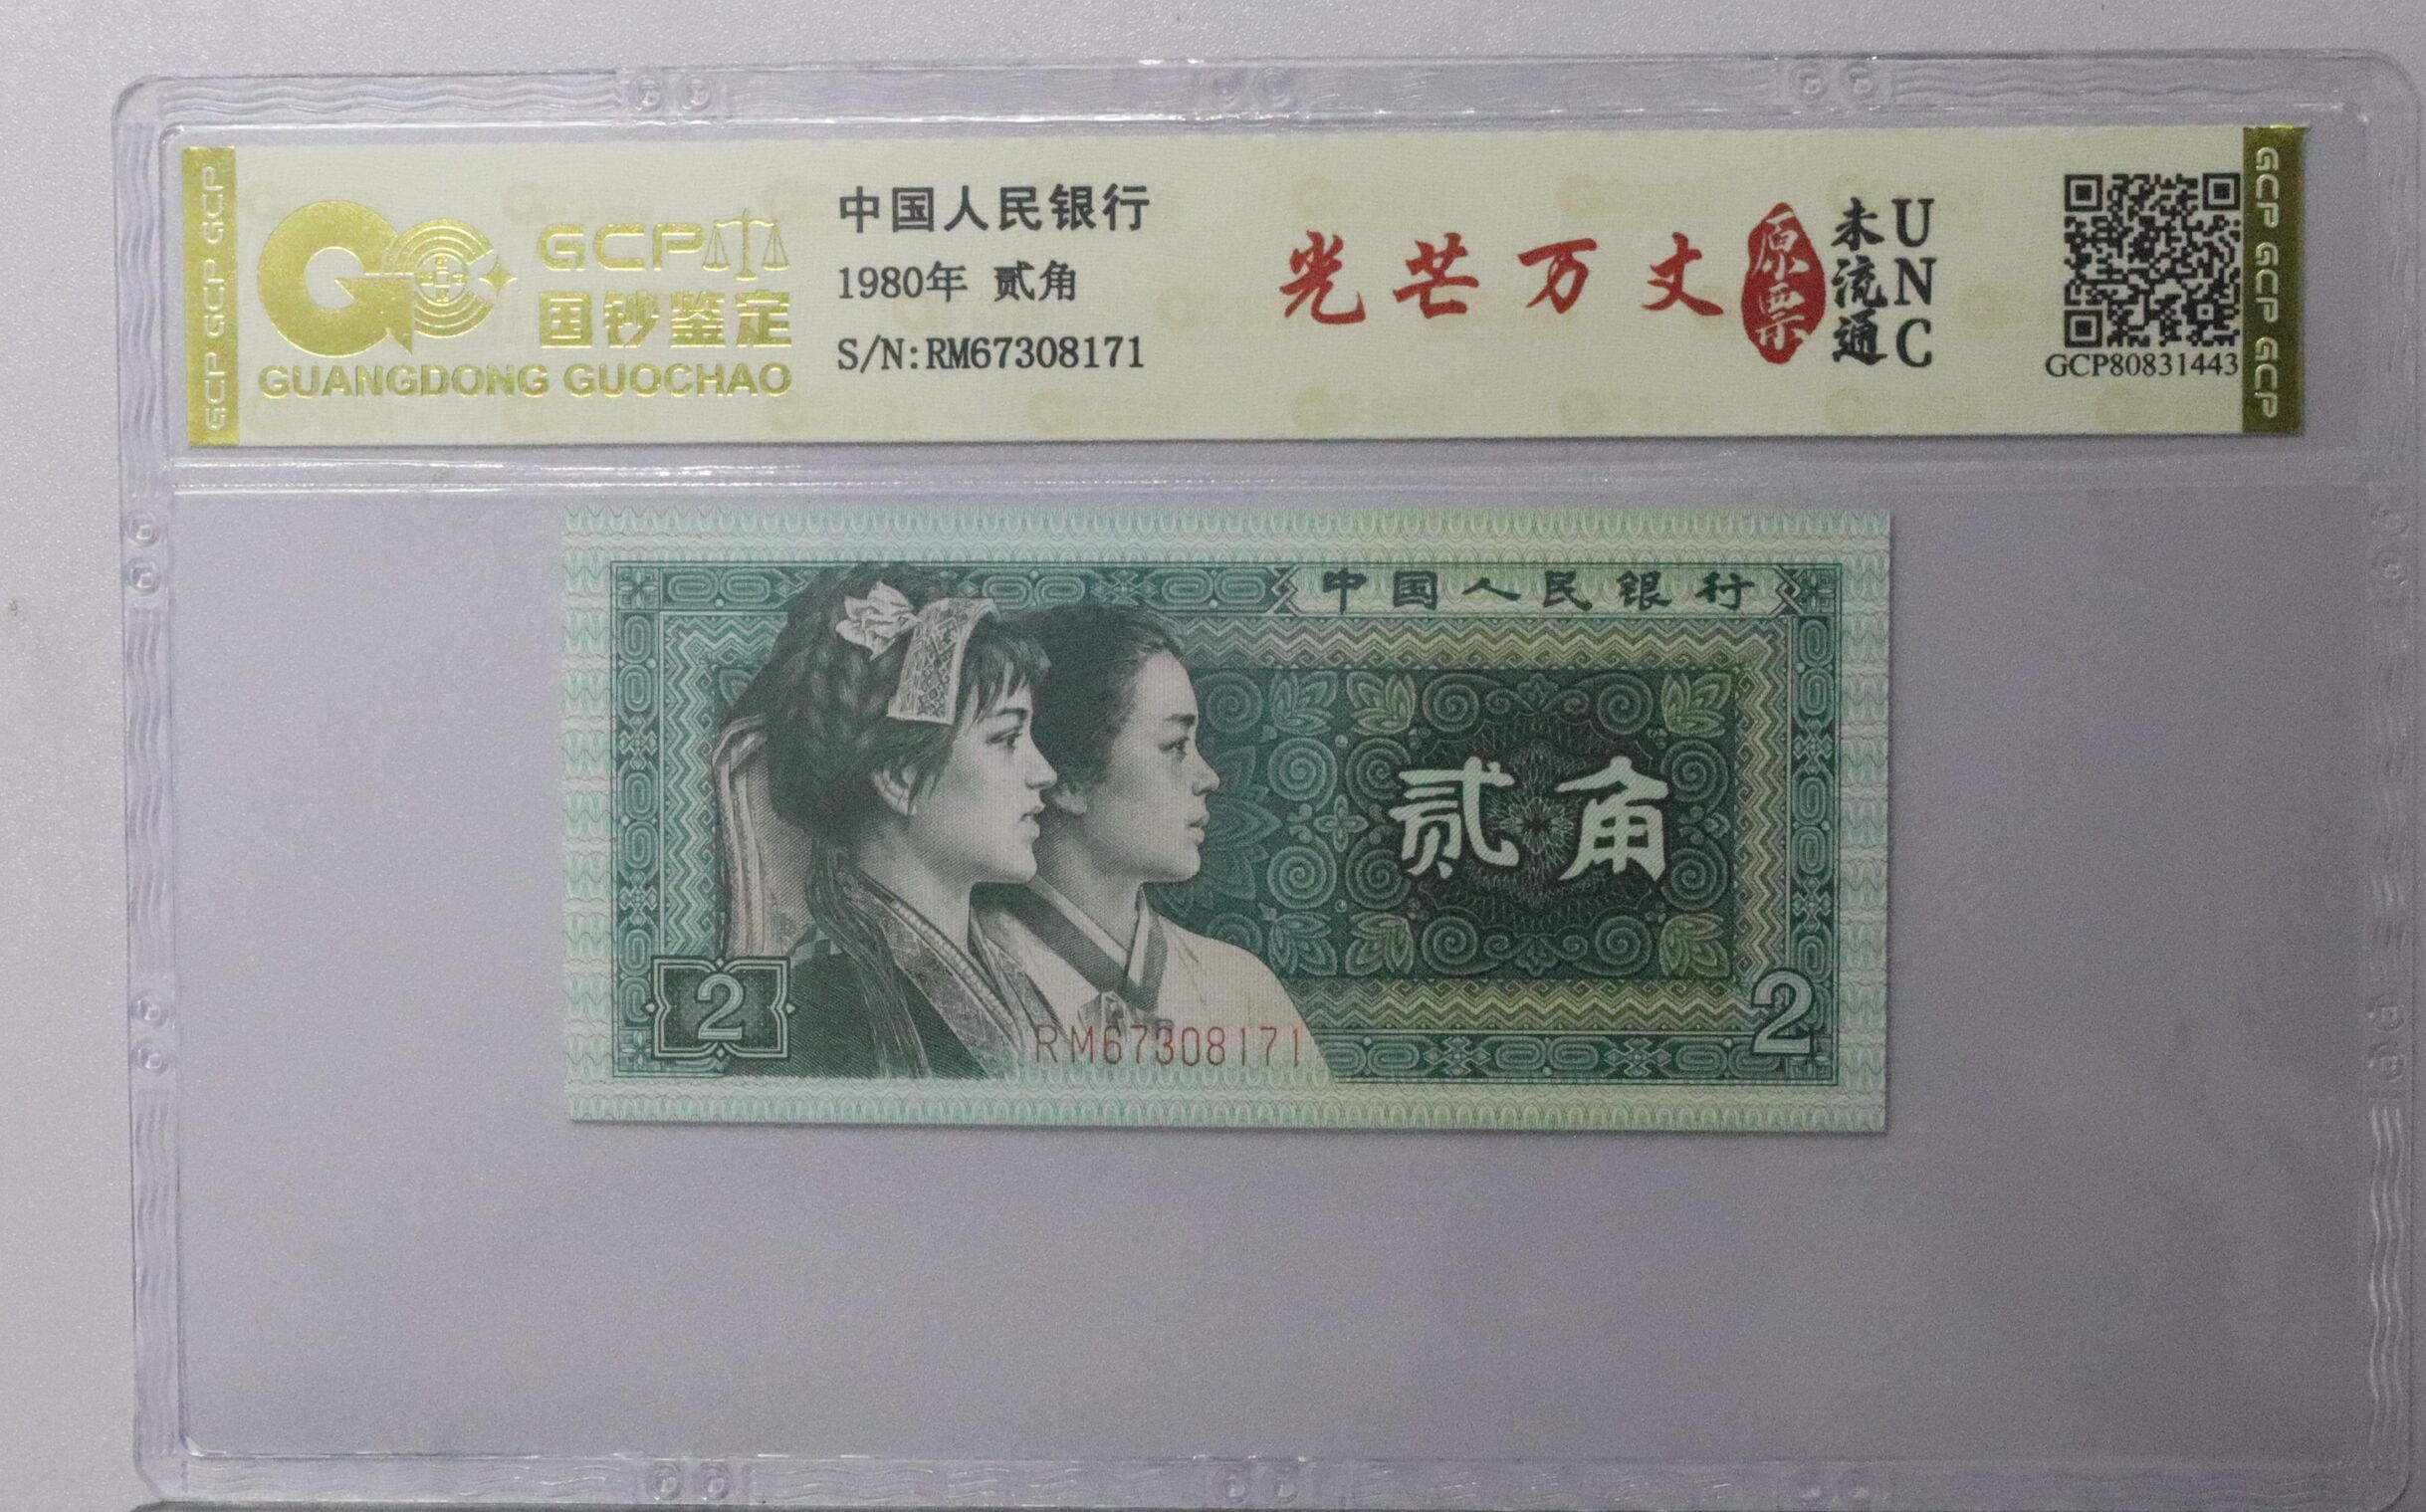 GCP GCP GCP
GCP
国钞鉴定
GUANGDONG GUOCHAO
中国人民银行
1980年 贰角
S/N:RM67308171
光芒万丈
原票
未流通
UNC
GCP80831443
GCP GCP GCP
中国人民银行
贰角
2
2
RM67308171